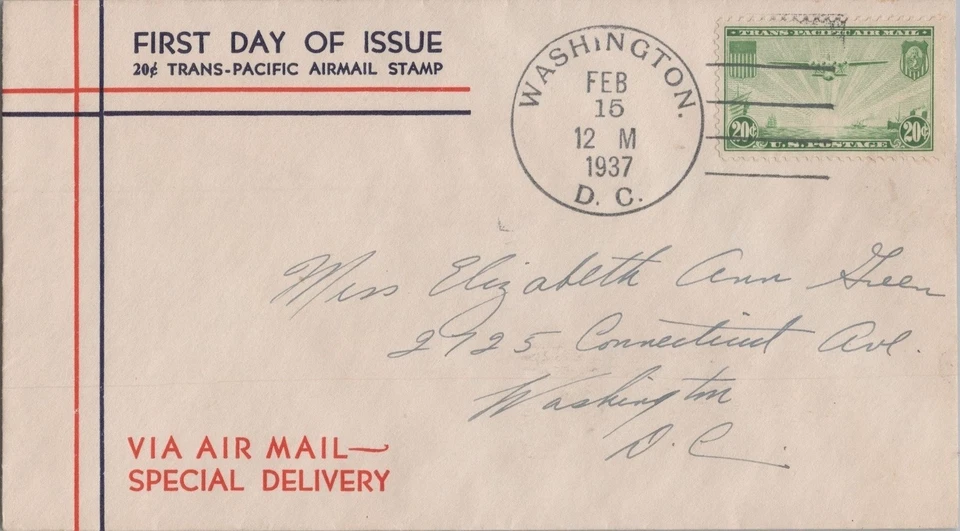 FIRST DAY OF ISSUE
20¢ TRANS-PACIFIC AIRMAIL STAMP
WASHINGTON.
FEB
15
12 M
1937
D. C.
TRANS-PACIFIC AIR MAIL
20¢ U.S. POSTAGE 20¢
Miss Elizabeth Ann Green
2925 Connecticut Ave.
Washington
D.C.
VIA AIR MAIL—
SPECIAL DELIVERY